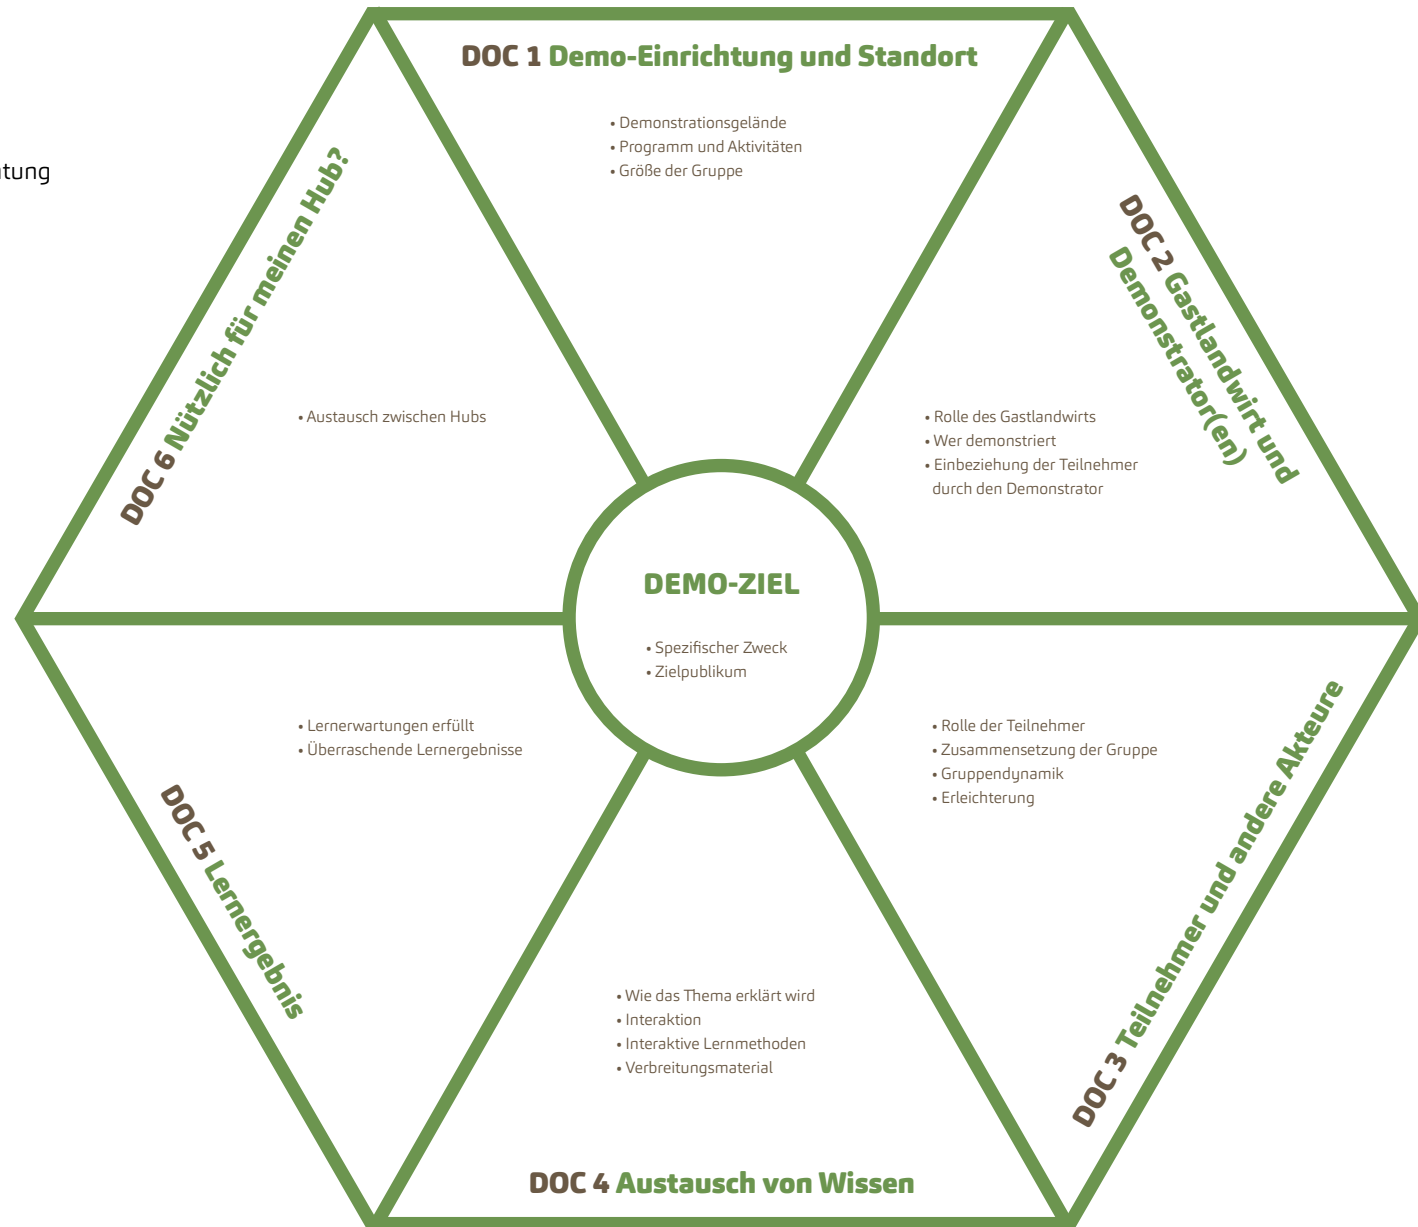 DOC 1 Demo-Einrichtung und Standort
• Demonstrationsgelände
• Programm und Aktivitäten
• Größe der Gruppe
DOC 2 Gastlandwirt und
Demonstrator(en)
• Rolle des Gastlandwirts
• Wer demonstriert
• Einbeziehung der Teilnehmer
durch den Demonstrator
DOC 3 Teilnehmer und andere Akteure
• Rolle der Teilnehmer
• Zusammensetzung der Gruppe
• Gruppendynamik
• Erleichterung
DOC 4 Austausch von Wissen
• Wie das Thema erklärt wird
• Interaktion
• Interaktive Lernmethoden
• Verbreitungsmaterial
DOC 5 Lernergebnis
• Lernerwartungen erfüllt
• Überraschende Lernergebnisse
DOC 6 Nützlich für meinen Hub?
• Austausch zwischen Hubs
DEMO-ZIEL
• Spezifischer Zweck
• Zielpublikum